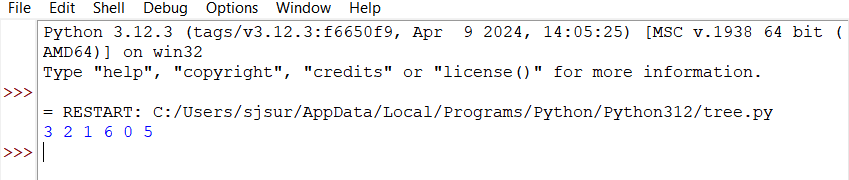 File Edit Shell Debug Options Window Help
Python 3.12.3 (tags/v3.12.3:f6650f9, Apr  9 2024, 14:05:25) [MSC v.1938 64 bit (
AMD64)] on win32
Type "help", "copyright", "credits" or "license()" for more information.
>>>
= RESTART: C:/Users/sjsur/AppData/Local/Programs/Python/Python312/tree.py
3 2 1 6 0 5
>>>